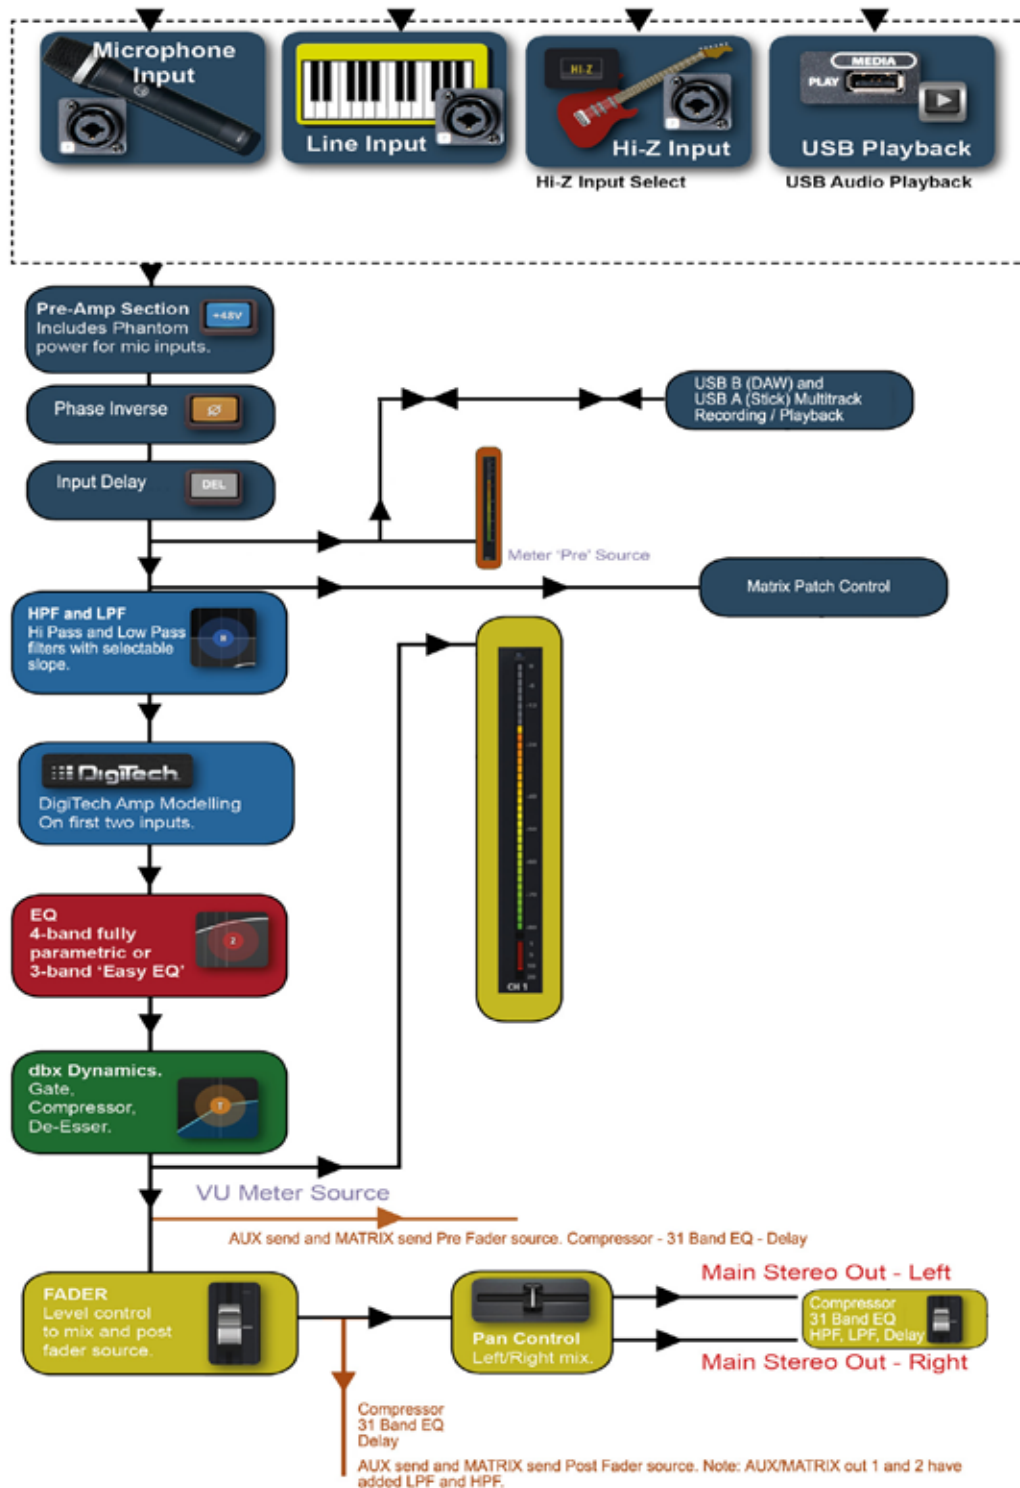 Microphone
Input
Line Input
HI-Z
Hi-Z Input
MEDIA
PLAY
USB Playback
Hi-Z Input Select
USB Audio Playback
Pre-Amp Section
Includes Phantom
power for mic inputs.
+48V
Phase Inverse
Ø
Input Delay
DEL
USB B (DAW) and
USB A (Stick) Multitrack
Recording / Playback
Meter 'Pre' Source
Matrix Patch Control
HPF and LPF
Hi Pass and Low Pass
filters with selectable
slope.
DigiTech
DigiTech Amp Modelling
On first two inputs.
EQ
4-band fully
parametric or
3-band 'Easy EQ'
2
CH 1
dbx Dynamics.
Gate,
Compressor,
De-Esser.
T
VU Meter Source
AUX send and MATRIX send Pre Fader source. Compressor - 31 Band EQ - Delay
FADER
Level control
to mix and post
fader source.
Pan Control
Left/Right mix.
Main Stereo Out - Left
Compressor
31 Band EQ
HPF, LPF, Delay
Main Stereo Out - Right
Compressor
31 Band EQ
Delay
AUX send and MATRIX send Post Fader source. Note: AUX/MATRIX out 1 and 2 have
added LPF and HPF.